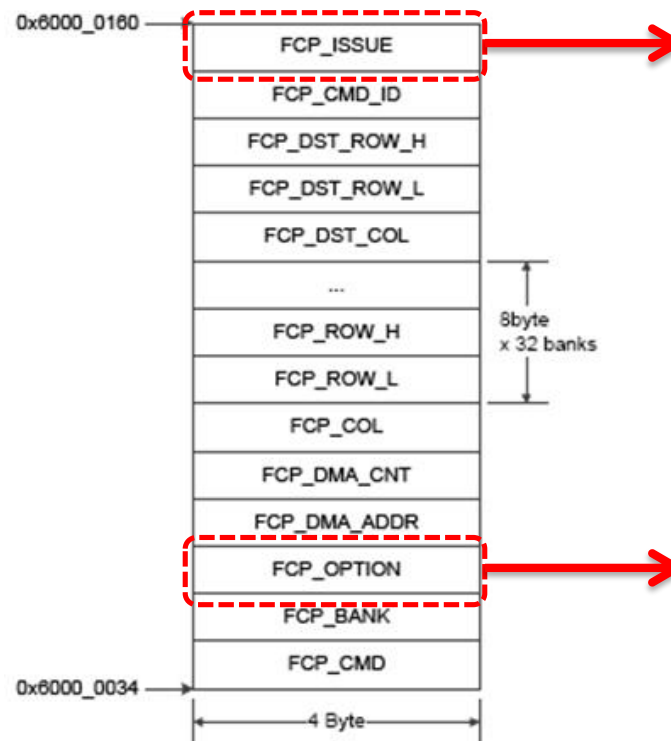 0x6000_0160
FCP_ISSUE
FCP_CMD_ID
FCP_DST_ROW_H
FCP_DST_ROW_L
FCP_DST_COL
...
8byte
x 32 banks
FCP_ROW_H
FCP_ROW_L
FCP_COL
FCP_DMA_CNT
FCP_DMA_ADDR
FCP_OPTION
FCP_BANK
FCP_CMD
0x6000_0034
4 Byte